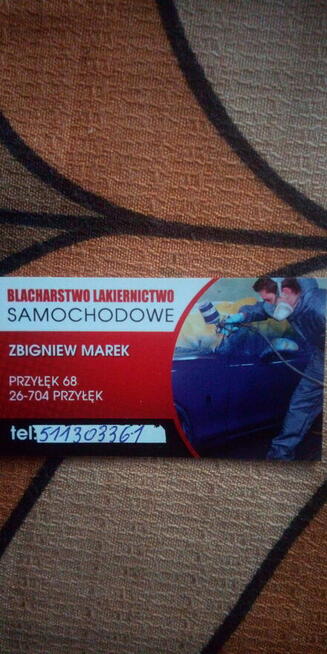 BLACHARSTWO LAKIERNICTWO
SAMOCHODOWE
ZBIGNIEW MAREK
PRZYŁĘK 68
26-704 PRZYŁĘK
tel:511303361